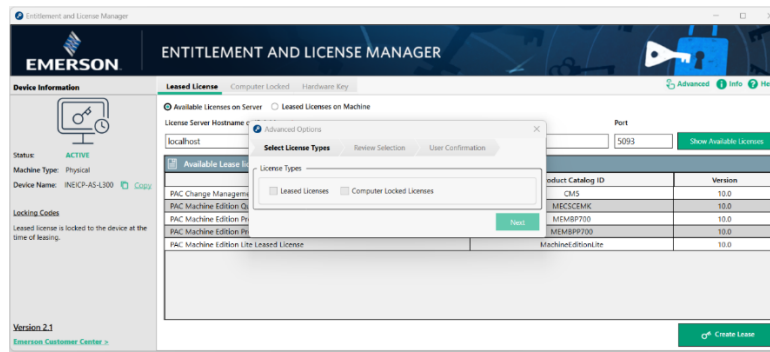 Entitlement and License Manager
EMERSON
ENTITLEMENT AND LICENSE MANAGER
Device Information
Leased License Computer Locked Hardware Key
Advanced Info He
Available Licenses on Server Leased Licenses on Machine
License Server Hostname
Port
localhost
5093
Show Available Licenses
Advanced Options
Select License Types Review Selection User Confirmation
License Types
Leased Licenses Computer Locked Licenses
Next
Status: ACTIVE
Machine Type: Physical
Device Name: INEICP-AS-L300 Copy
Locking Codes
Leased license is locked to the device at the
time of leasing.
Available Lease li
oduct Catalog ID Version
PAC Change Manageme CMS 10.0
PAC Machine Edition Qu MECSCEMK 10.0
PAC Machine Edition Pr MEMBP700 10.0
PAC Machine Edition Pr MEMBPP700 10.0
PAC Machine Edition Lite Leased License MachineEditionLite 10.0
Version 2.1
Emerson Customer Center >
Create Lease